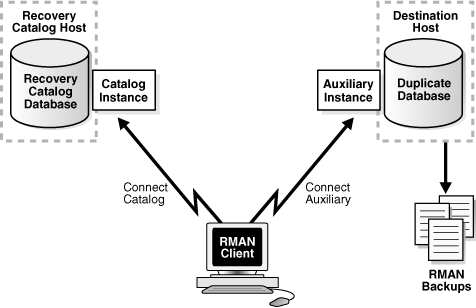 Recovery
Catalog Host
Destination
Host
Recovery
Catalog
Database
Catalog
Instance
Auxiliary
Instance
Duplicate
Database
Connect
Catalog
Connect
Auxiliary
RMAN
Client
RMAN
Backups